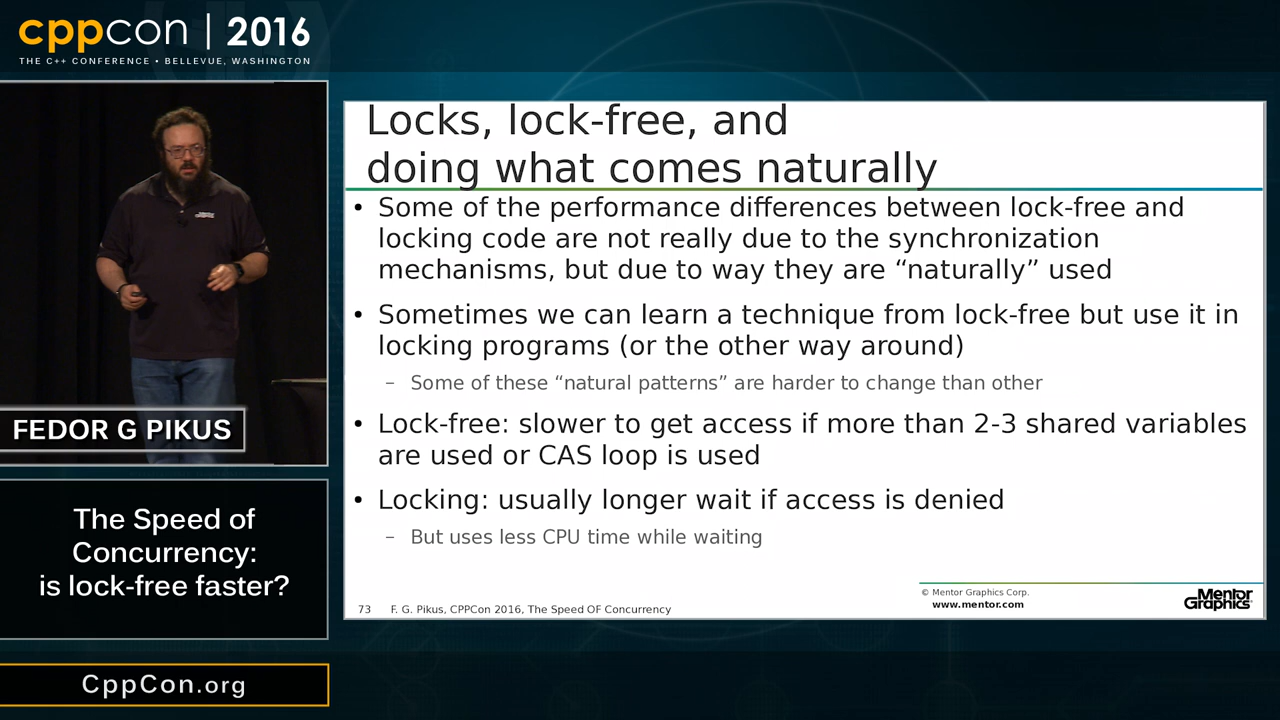 cppcon | 2016
THE C++ CONFERENCE • BELLEVUE, WASHINGTON
FEDOR G PIKUS
The Speed of
Concurrency:
is lock-free faster?
CppCon.org
Locks, lock-free, and
doing what comes naturally
• Some of the performance differences between lock-free and
locking code are not really due to the synchronization
mechanisms, but due to way they are “naturally” used
• Sometimes we can learn a technique from lock-free but use it in
locking programs (or the other way around)
– Some of these “natural patterns” are harder to change than other
• Lock-free: slower to get access if more than 2-3 shared variables
are used or CAS loop is used
• Locking: usually longer wait if access is denied
– But uses less CPU time while waiting
73 F. G. Pikus, CPPCon 2016, The Speed OF Concurrency
© Mentor Graphics Corp.
www.mentor.com
Mentor
Graphics